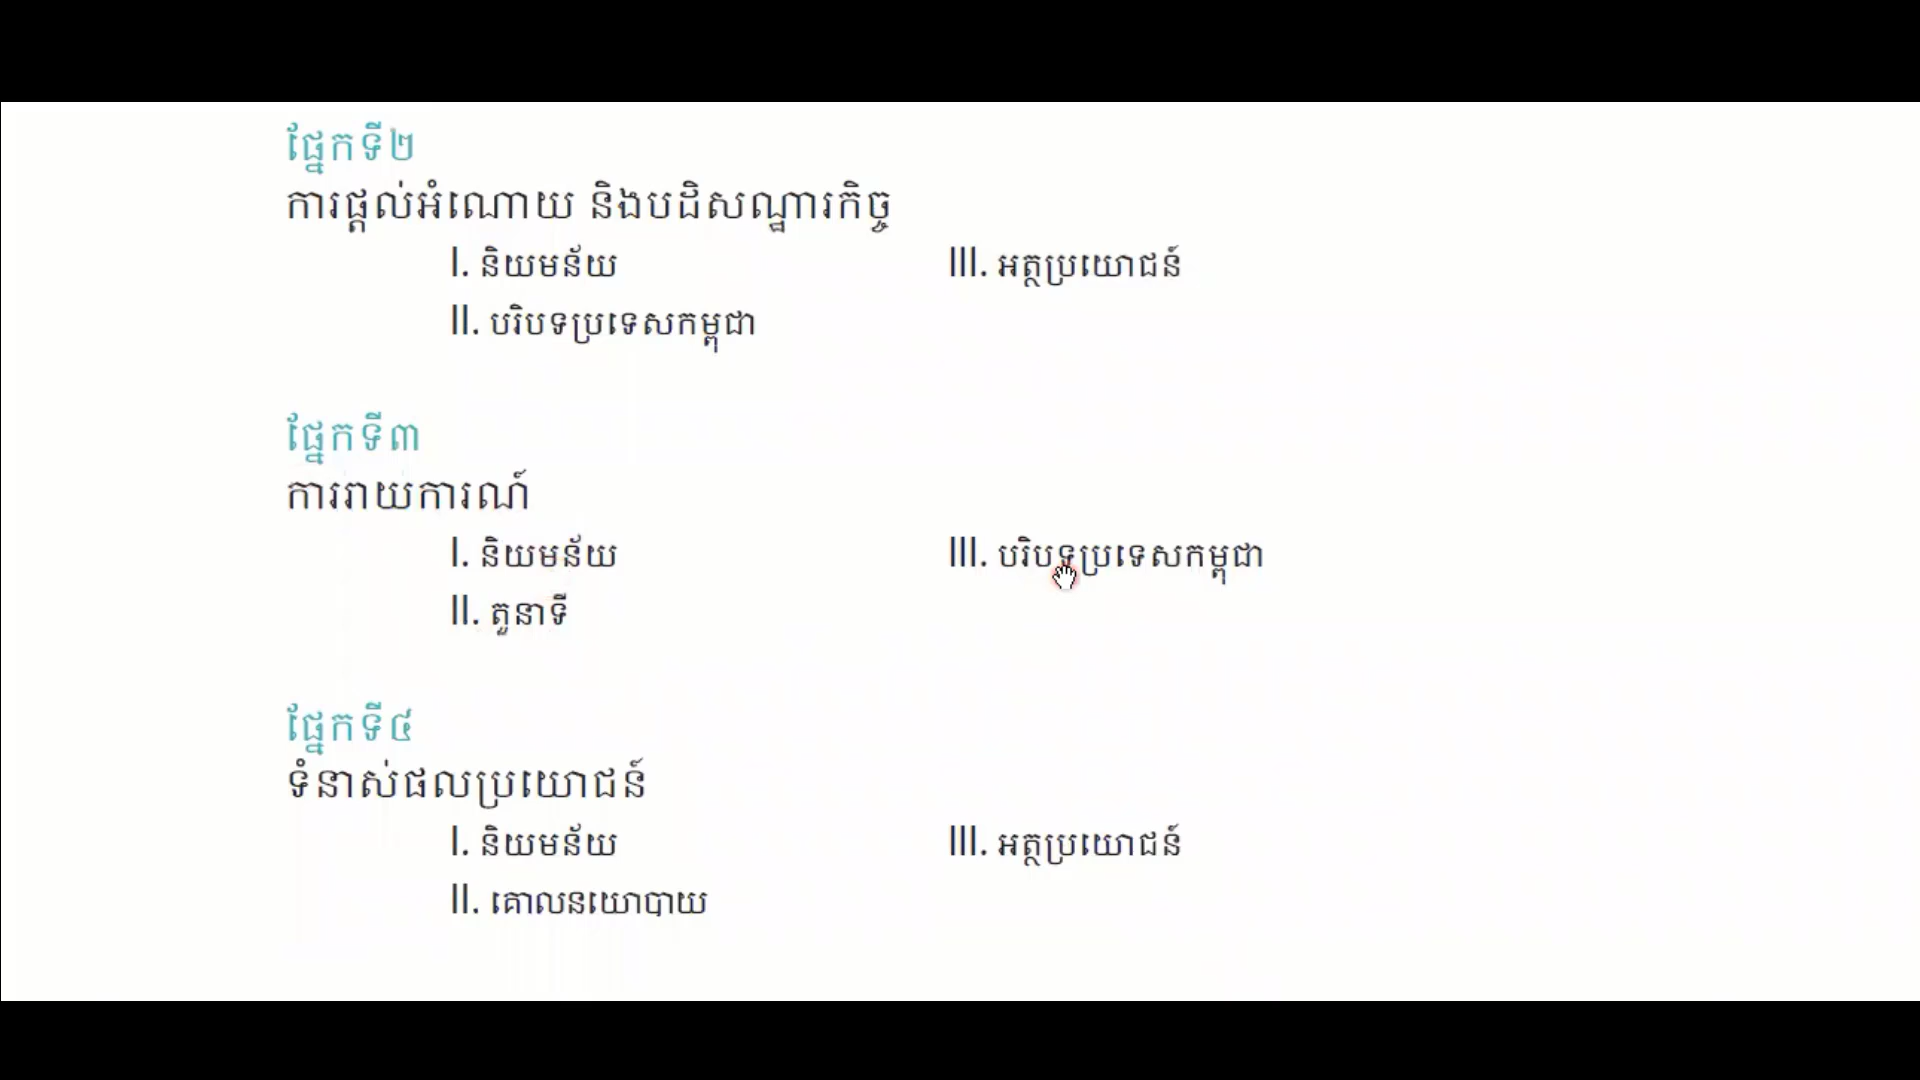 ផ្នែកទី២
ការផ្តល់អំណោយ និងបដិសណ្ឋារកិច្ច
I. និយមន័យ
III. អត្ថប្រយោជន៍
II. បរិបទប្រទេសកម្ពុជា
ផ្នែកទី៣
ការរាយការណ៍
I. និយមន័យ
III. បរិបទប្រទេសកម្ពុជា
II. តួនាទី
ផ្នែកទី៤
ទំនាស់ផលប្រយោជន៍
I. និយមន័យ
III. អត្ថប្រយោជន៍
II. គោលនយោបាយ